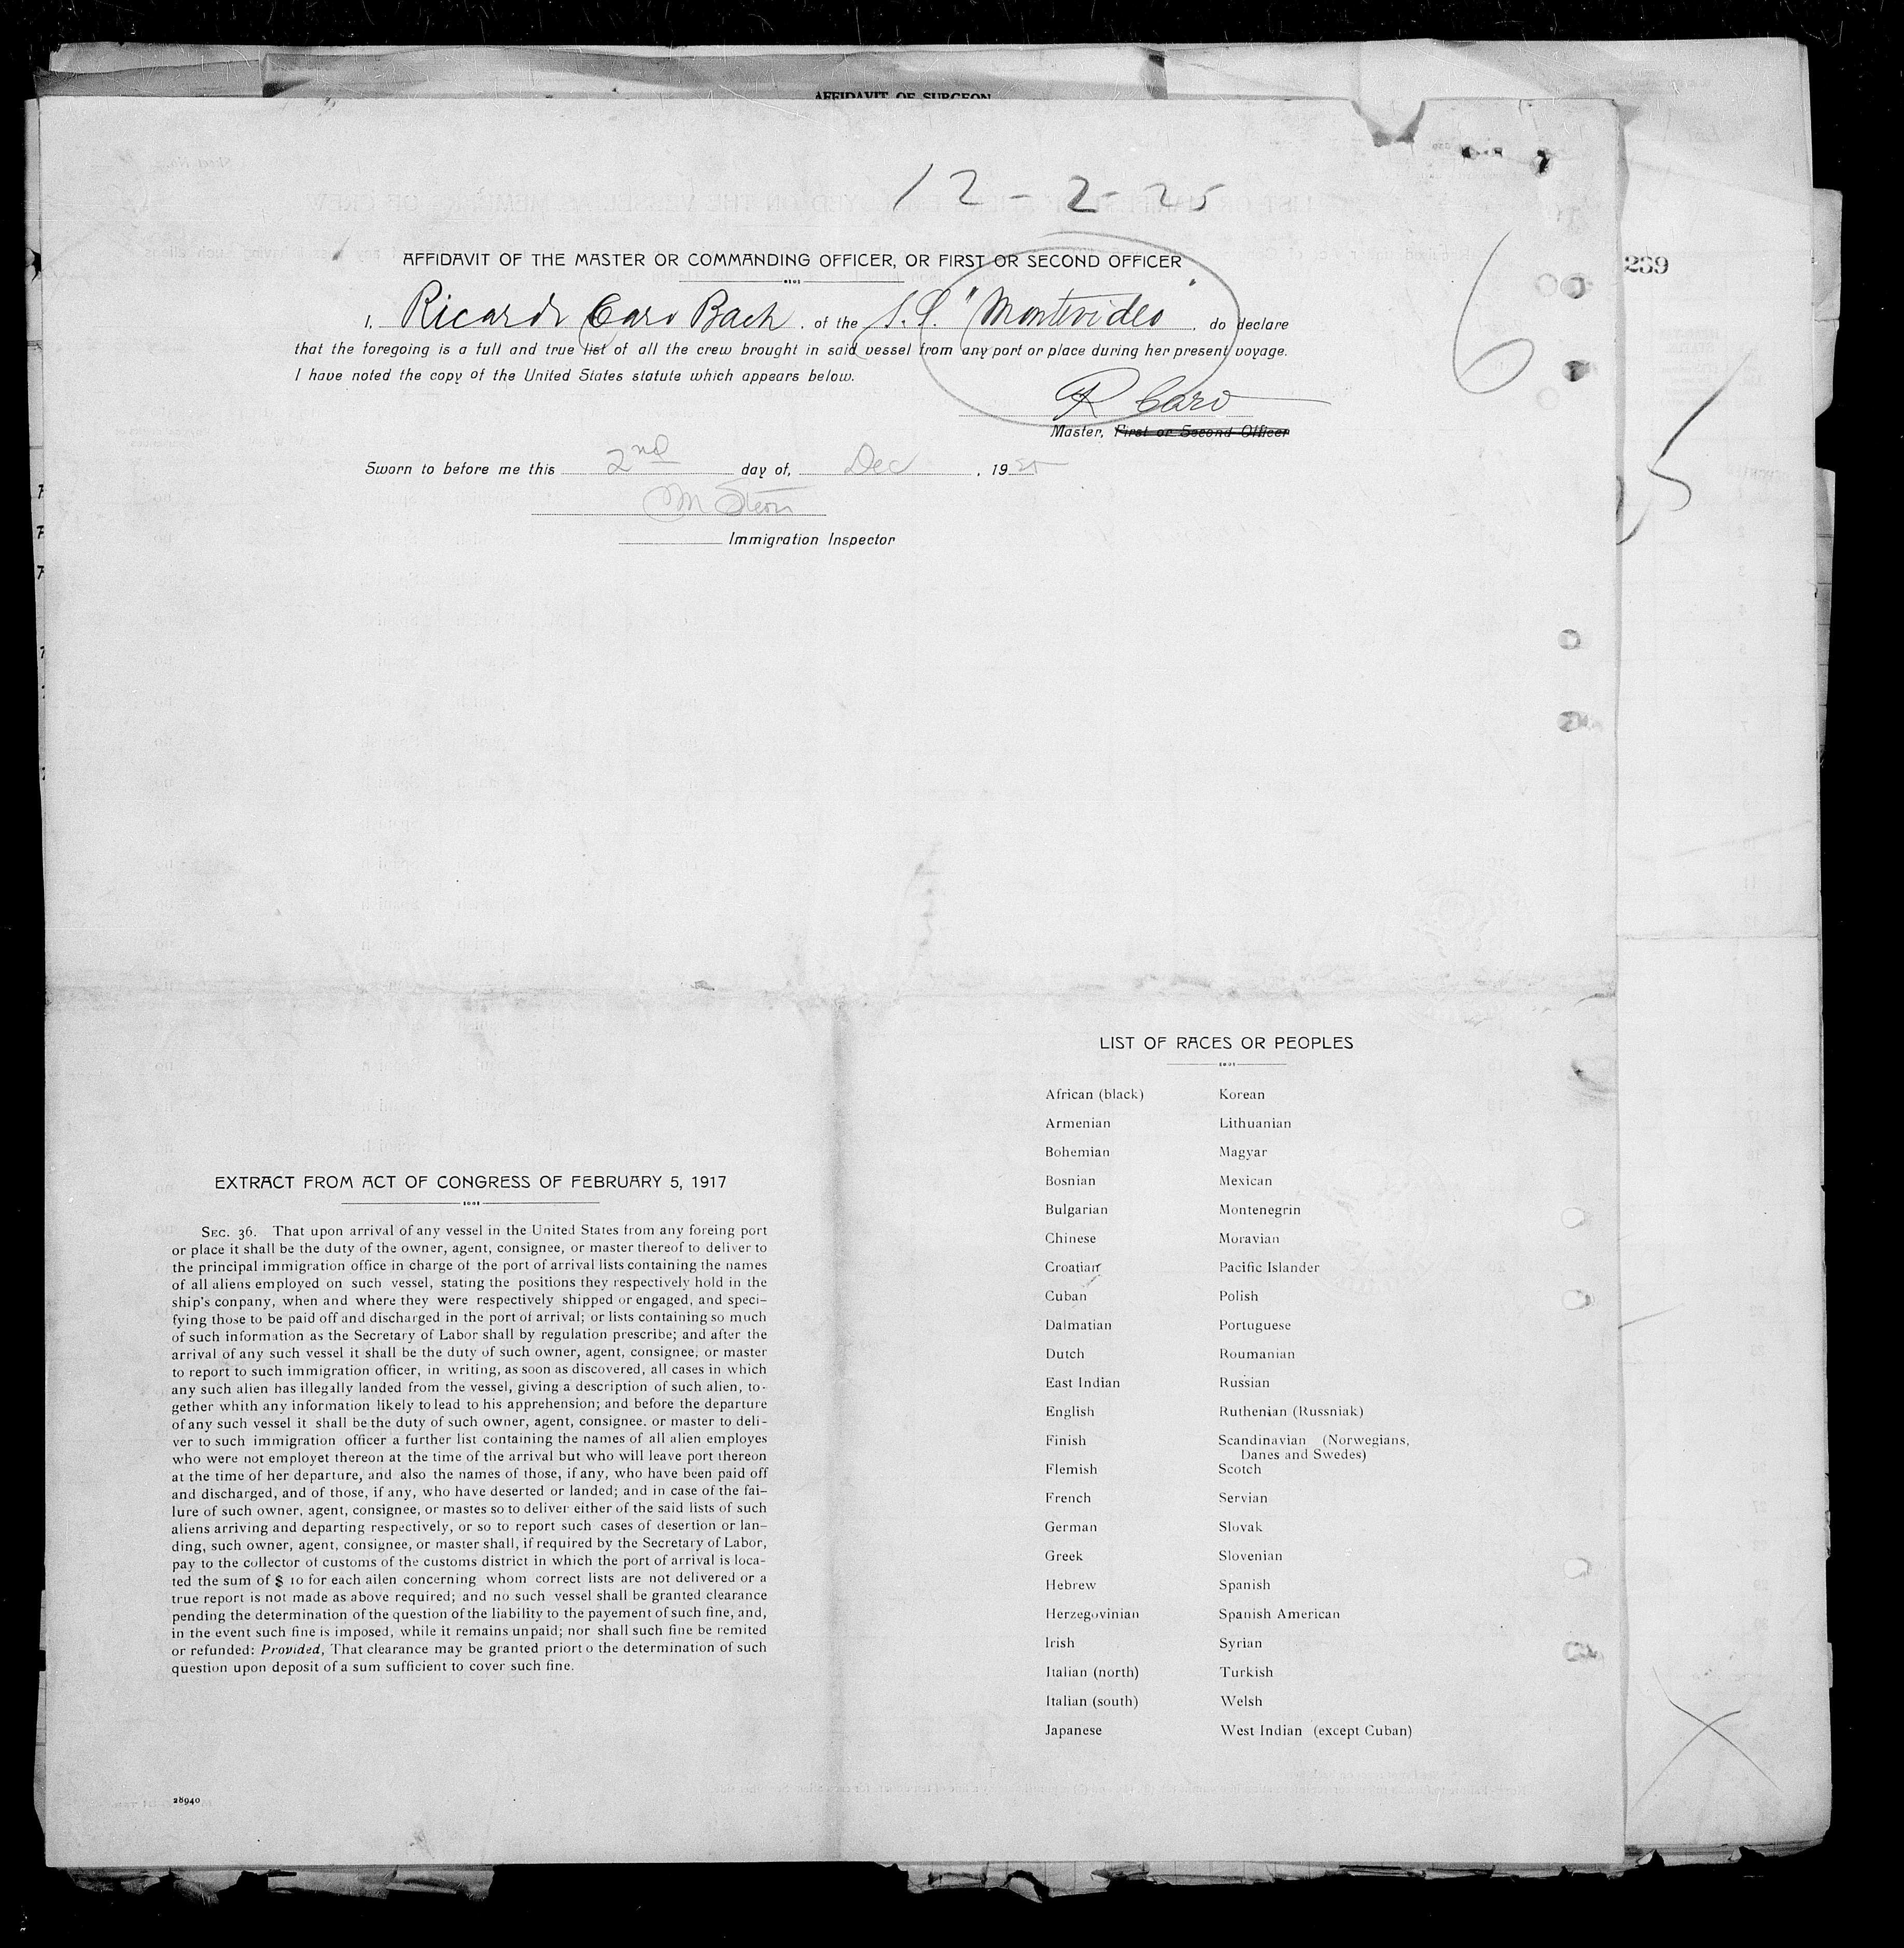 AFFIDAVIT OF SURGEON
12-2-25
239
AFFIDAVIT OF THE MASTER OR COMMANDING OFFICER, OR FIRST OR SECOND OFFICER
6
I, Ricardo Caro Bach, of the S.S. "Montevideo", do declare
that the foregoing is a full and true list of all the crew brought in said vessel from any port or place during her present voyage.
I have noted the copy of the United States statute which appears below.
R Caro
Master, First or Second Officer
5
Sworn to before me this 2nd day of, Dec, 1925
M Stern
Immigration Inspector
LIST OF RACES OR PEOPLES
African (black) Korean
Armenian Lithuanian
Bohemian Magyar
Bosnian Mexican
Bulgarian Montenegrin
Chinese Moravian
Croatian Pacific Islander
Cuban Polish
Dalmatian Portuguese
Dutch Roumanian
East Indian Russian
English Ruthenian (Russniak)
Finish Scandinavian (Norwegians,
Danes and Swedes)
Flemish Scotch
French Servian
German Slovak
Greek Slovenian
Hebrew Spanish
Herzegovinian Spanish American
Irish Syrian
Italian (north) Turkish
Italian (south) Welsh
Japanese West Indian (except Cuban)
EXTRACT FROM ACT OF CONGRESS OF FEBRUARY 5, 1917
SEC. 36. That upon arrival of any vessel in the United States from any foreing port
or place it shall be the duty of the owner, agent, consignee, or master thereof to deliver to
the principal immigration office in charge of the port of arrival lists containing the names
of all aliens employed on such vessel, stating the positions they respectively hold in the
ship's conpany, when and where they were respectively shipped or engaged, and speci-
fying those to be paid off and discharged in the port of arrival; or lists containing so much
of such information as the Secretary of Labor shall by regulation prescribe; and after the
arrival of any such vessel it shall be the duty of such owner, agent, consignee, or master
to report to such immigration officer, in writing, as soon as discovered, all cases in which
any such alien has illegally landed from the vessel, giving a description of such alien, to-
gether whith any information likely to lead to his apprehension; and before the departure
of any such vessel it shall be the duty of such owner, agent, consignee. or master to deli-
ver to such immigration officer a further list containing the names of all alien employes
who were not employet thereon at the time of the arrival but who will leave port thereon
at the time of her departure, and also the names of those, if any, who have been paid off
and discharged, and of those, if any, who have deserted or landed; and in case of the fai-
lure of such owner, agent, consignee, or mastes so to deliver either of the said lists of such
aliens arriving and departing respectively, or so to report such cases of desertion or lan-
ding, such owner, agent, consignee, or master shall, if required by the Secretary of Labor,
pay to the collector of customs of the customs district in which the port of arrival is loca-
ted the sum of $ 10 for each ailen concerning whom correct lists are not delivered or a
true report is not made as above required; and no such vessel shall be granted clearance
pending the determination of the question of the liability to the payement of such fine, and,
in the event such fine is imposed, while it remains unpaid; nor shall such fine be remited
or refunded: Provided, That clearance may be granted priort o the determination of such
question upon deposit of a sum sufficient to cover such fine.
28940